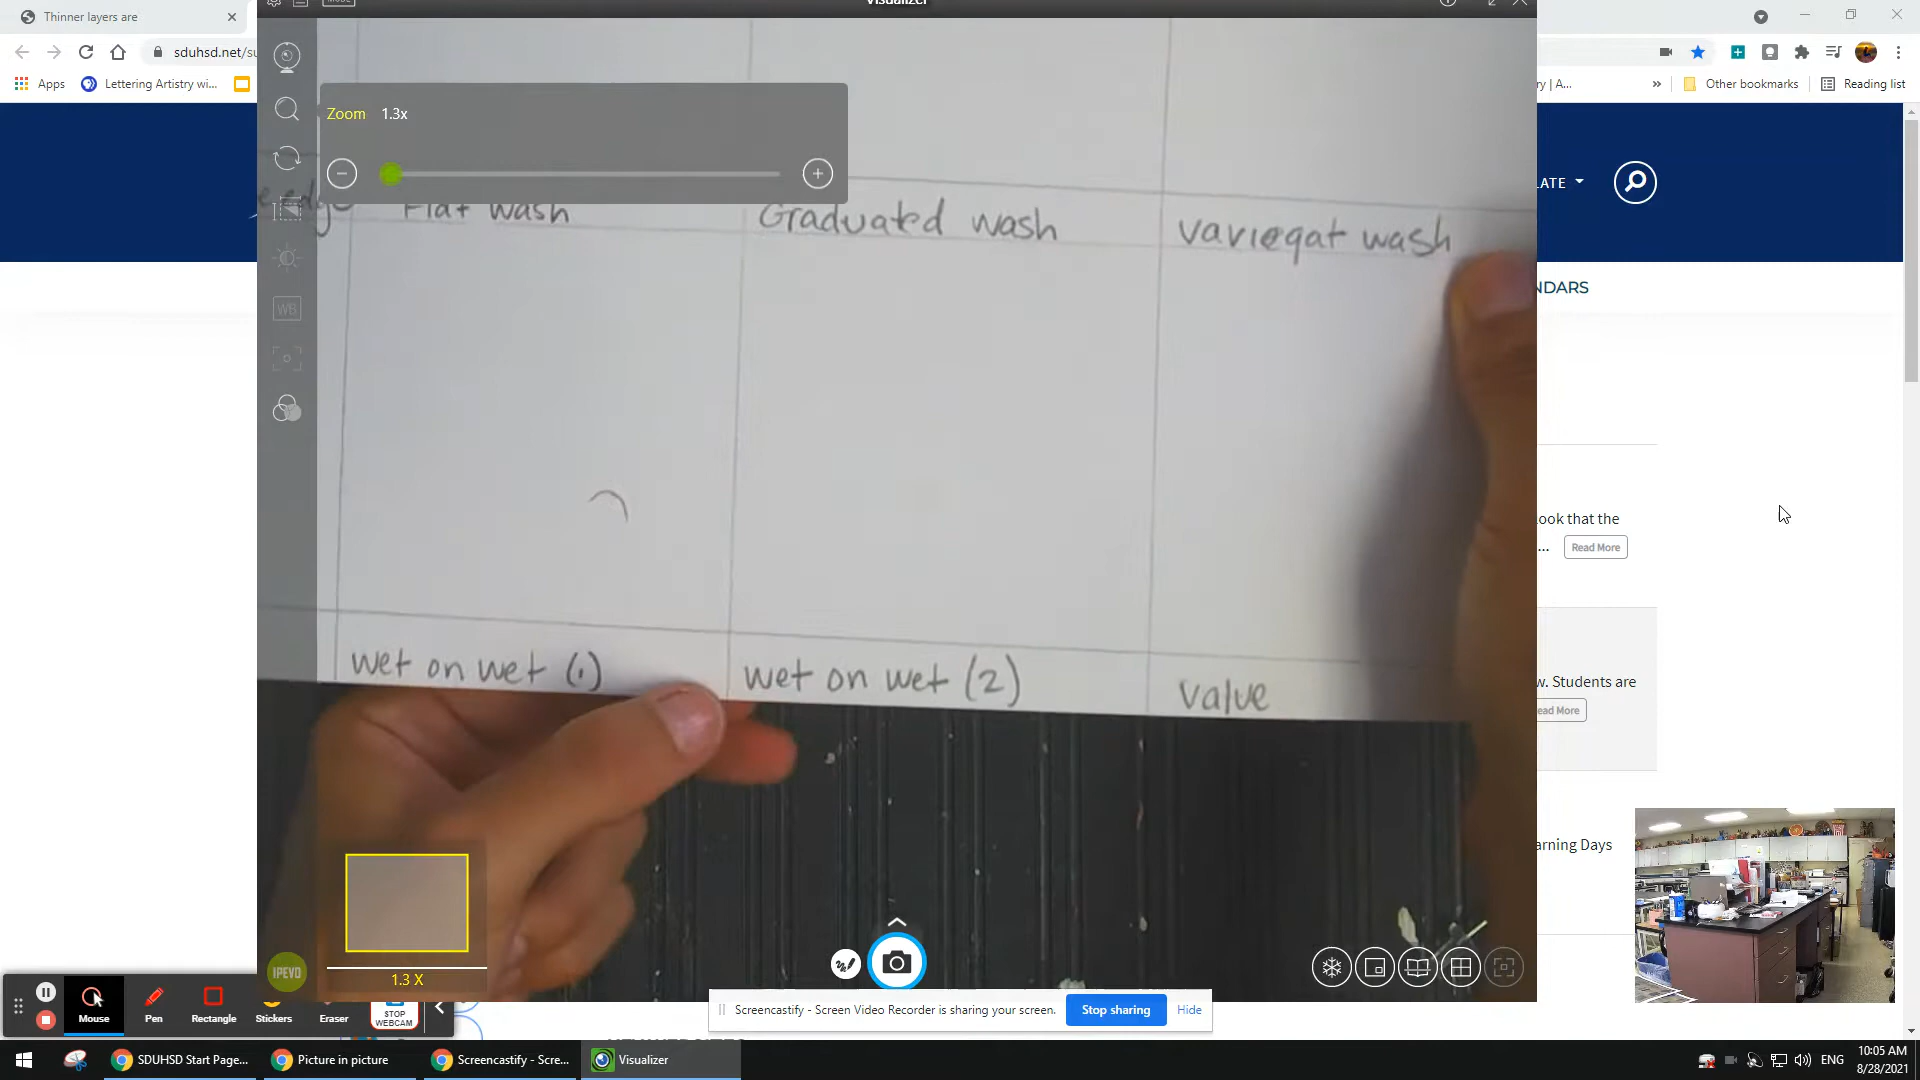 Thinner layers are
sduhsd.net/su
Apps
Lettering Artistry wi...
ry | A...
»
Other bookmarks
Reading list
Visualizer
Zoom 1.3x
LATE
NDARS
Flat wash
Graduated wash
variegat wash
WB
ook that the
...
Read More
w. Students are
ead More
arning Days
wet on wet (1)
wet on wet (2)
value
1.3 X
IPEVO
Mouse
Pen
Rectangle
Stickers
Eraser
STOP
WEBCAM
Screencastify - Screen Video Recorder is sharing your screen.
Stop sharing
Hide
SDUHSD Start Page...
Picture in picture
Screencastify - Scre...
Visualizer
ENG
10:05 AM
8/28/2021